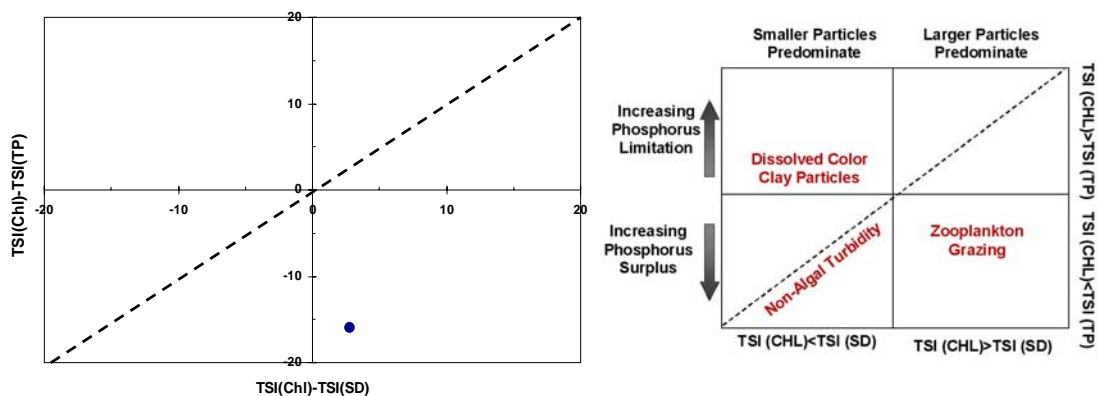 20
10
0
-20
-10
0
10
20
-10
-20
TSI(Chl)-TSI(TP)
TSI(Chl)-TSI(SD)
Smaller Particles
Predominate
Larger Particles
Predominate
Increasing
Phosphorus
Limitation
Increasing
Phosphorus
Surplus
Dissolved Color
Clay Particles
Non-Algal Turbidity
Zooplankton
Grazing
TSI (CHL)>TSI (TP)
TSI (CHL)<TSI (TP)
TSI (CHL)<TSI (SD)
TSI (CHL)>TSI (SD)